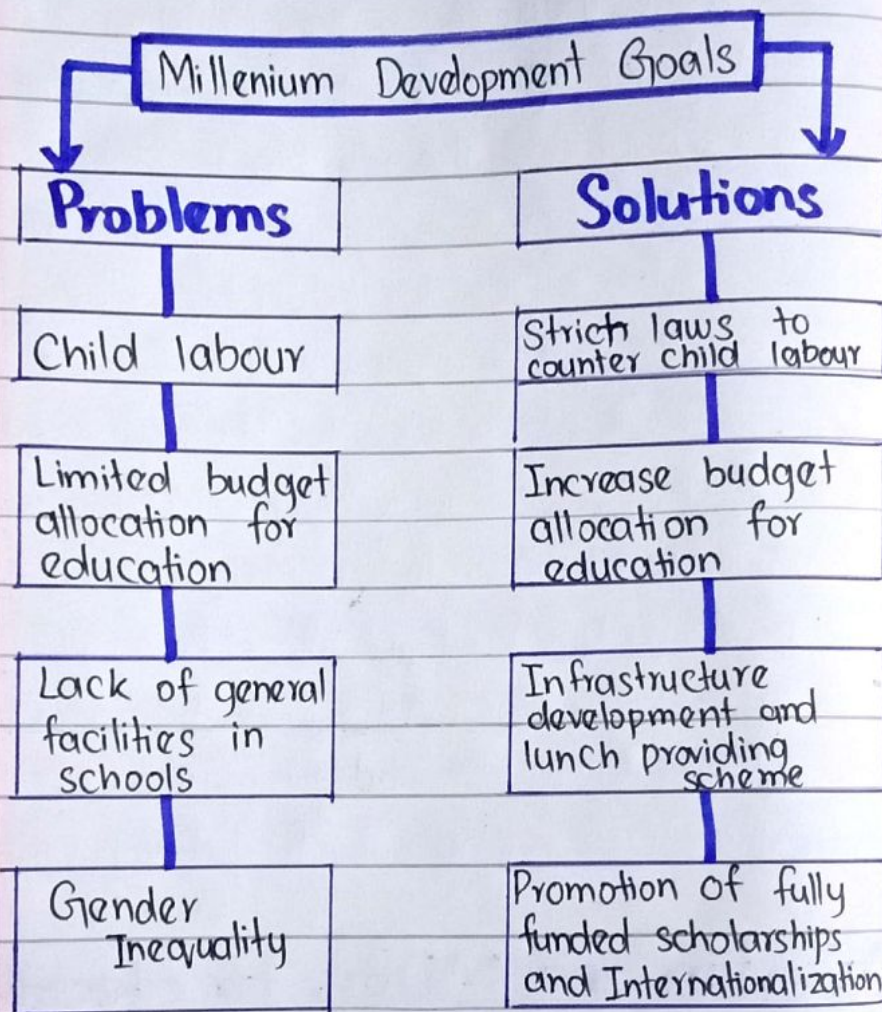 Millenium Development Goals
Problems
Child labour
Limited budget
allocation for
education
Lack of general
facilities in
schools
Gender
Inequality
Solutions
Strich laws to
counter child labour
Increase budget
allocation for
education
Infrastructure
development and
lunch providing
scheme
Promotion of fully
funded scholarships
and Internationalization